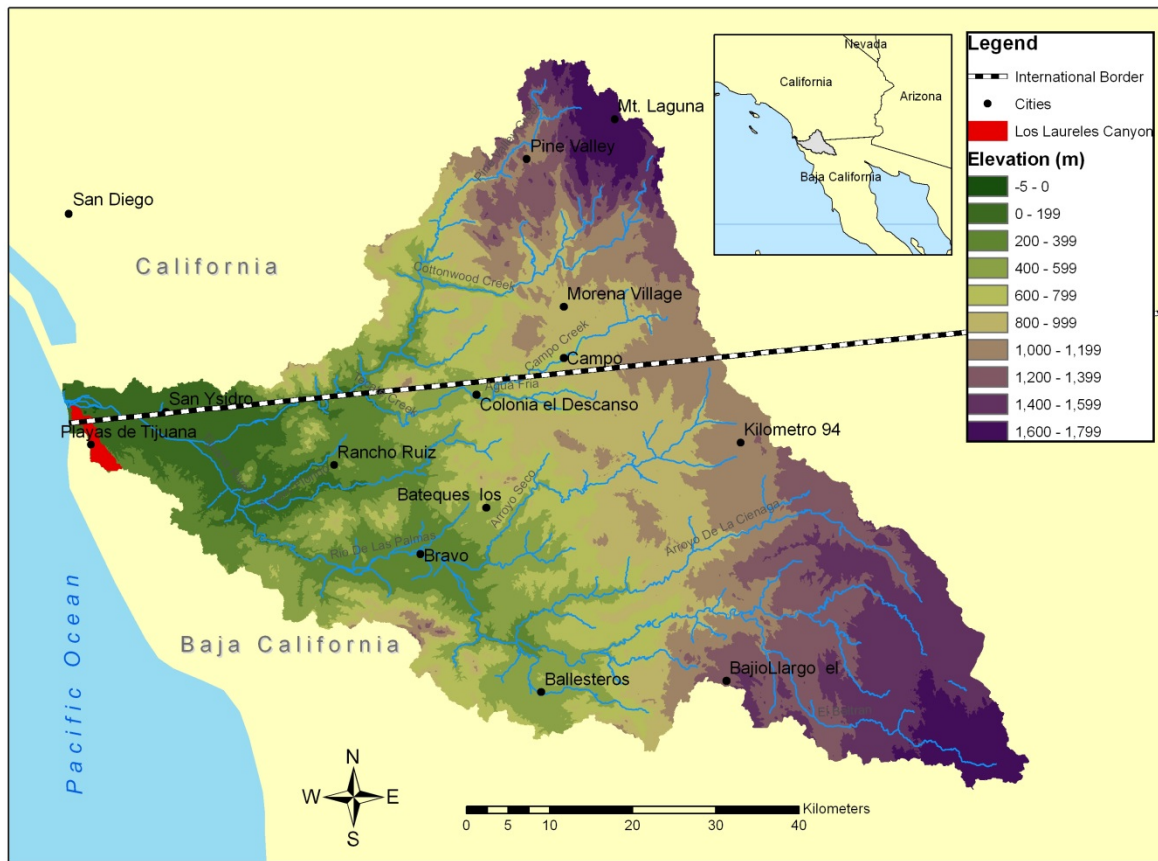 Nevada
California
Arizona
Baja California
Legend
International Border
Cities
Los Laureles Canyon
Elevation (m)
-5 - 0
0 - 199
200 - 399
400 - 599
600 - 799
800 - 999
1,000 - 1,199
1,200 - 1,399
1,400 - 1,599
1,600 - 1,799
Mt. Laguna
Pine Valley
San Diego
California
Cottonwood Creek
Morena Village
Campo Creek
Campo
Agua Fria
San Ysidro
Creek
Colonia el Descanso
Playas de Tijuana
Kilometro 94
Rancho Ruiz
Bateques los
Arroyo Seco
Arroyo De La Cienaga
Rio De Las Palmas
Bravo
Baja California
Pacific Ocean
Ballesteros
BajioLlargo el
N
W
E
S
Kilometers
0
5
10
20
30
40